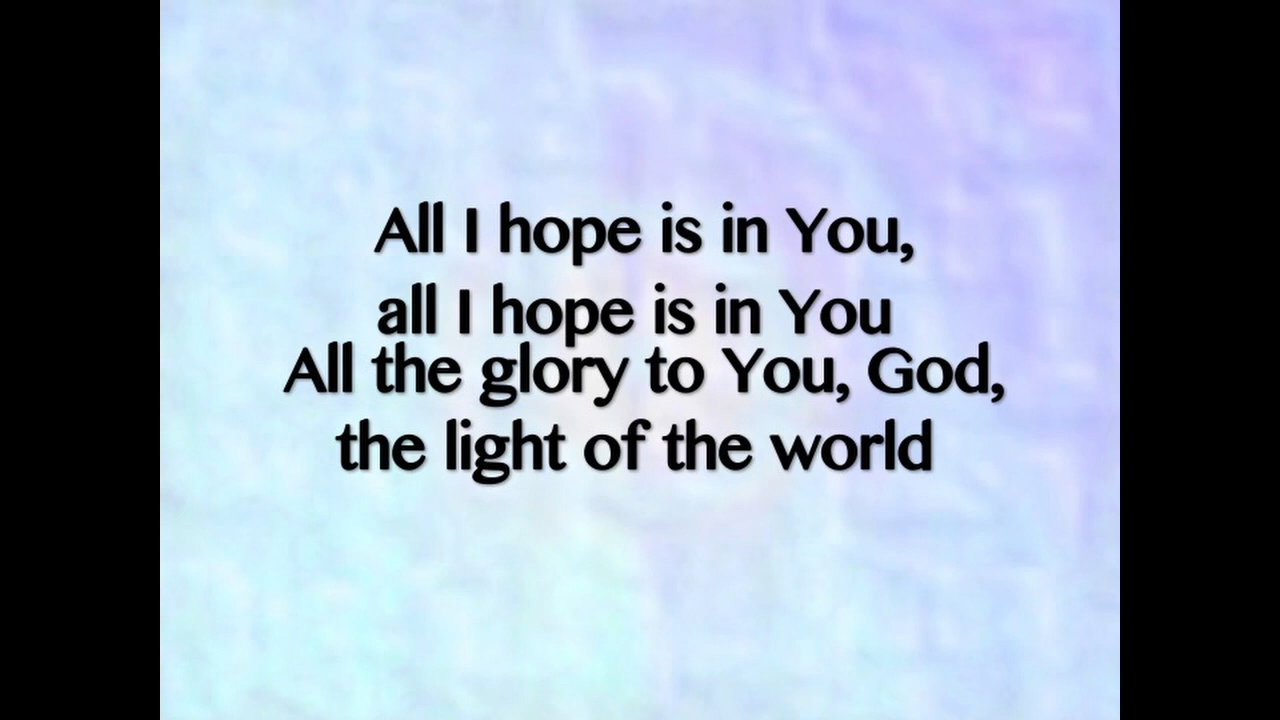 All I hope is in You,
all I hope is in You
All the glory to You, God,
the light of the world